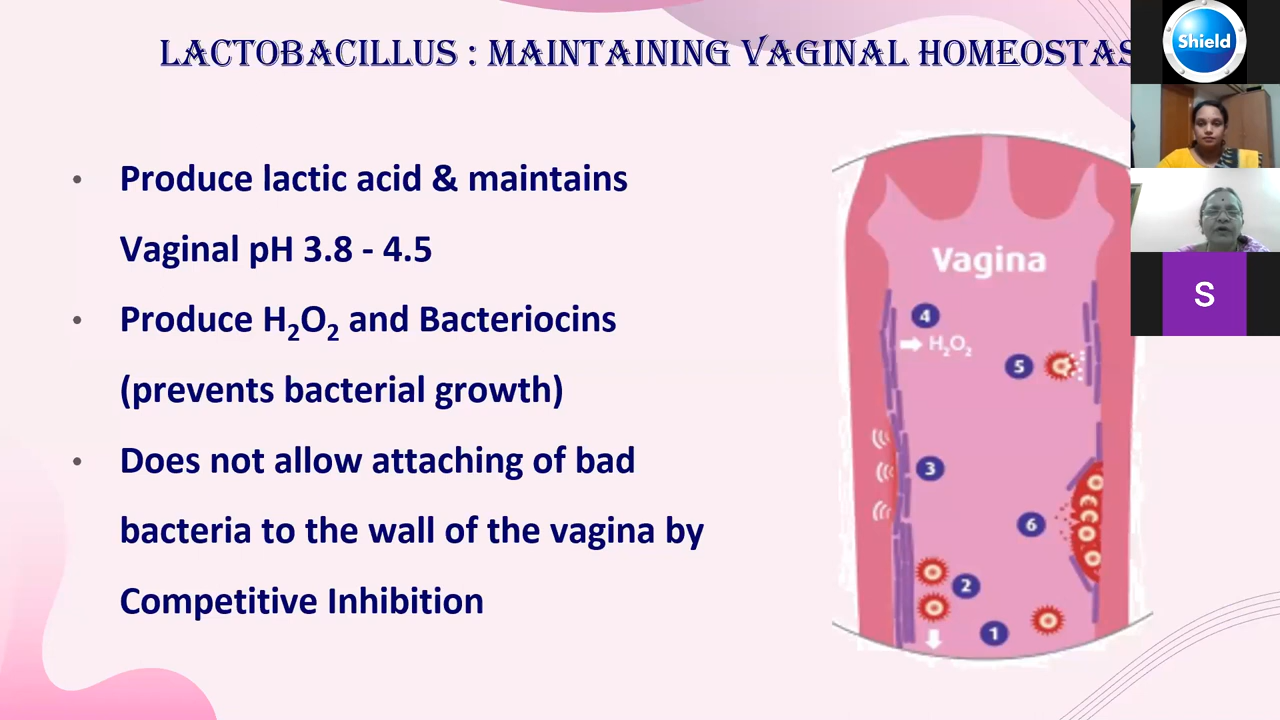 LACTOBACILLUS : MAINTAINING VAGINAL HOMEOSTAS
Shield
• Produce lactic acid & maintains
Vaginal pH 3.8 - 4.5
• Produce H₂O₂ and Bacteriocins
(prevents bacterial growth)
• Does not allow attaching of bad
bacteria to the wall of the vagina by
Competitive Inhibition
Vagina
4
H₂O₂
5
3
6
2
1
S